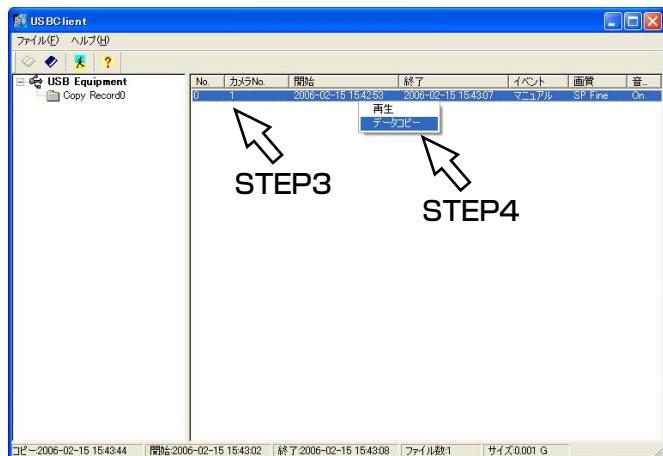 USBClient
ファイル(F) ヘルプ(H)
USB Equipment
Copy Record0
No. カメラNo. 開始 終了 イベント 画質 音...
0 1 2006-02-15 15:42:53 2006-02-15 15:43:07 マニュアル SP Fine On
再生
データコピー
STEP3
STEP4
コピー:2006-02-15 15:43:44 開始:2006-02-15 15:43:02 終了:2006-02-15 15:43:08 ファイル数:1 サイズ:0.001 G